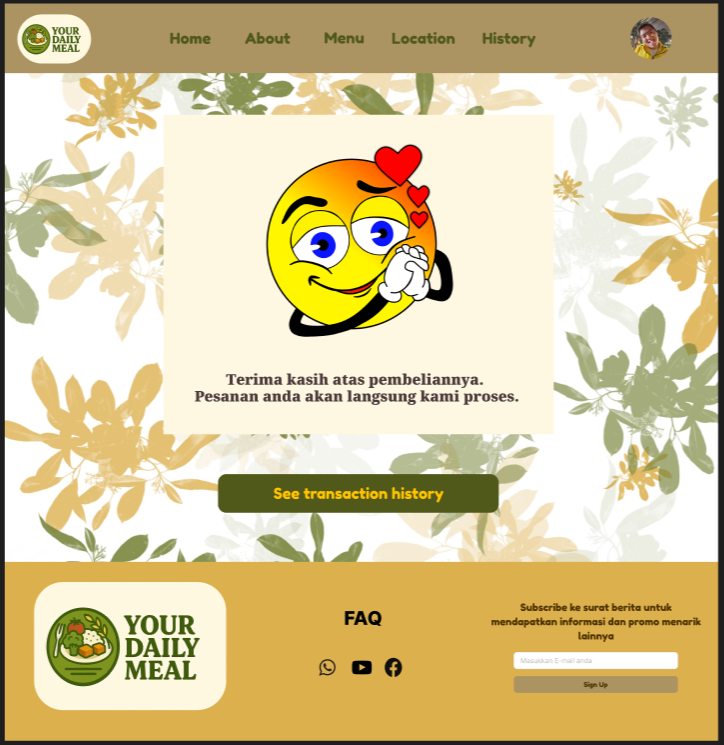 YOUR
DAILY
MEAL
Home About Menu Location History
Terima kasih atas pembeliannya.
Pesanan anda akan langsung kami proses.
See transaction history
YOUR
DAILY
MEAL
FAQ
Subscribe ke surat berita untuk
mendapatkan informasi dan promo menarik
lainnya
Masukkan E-mail anda
Sign Up